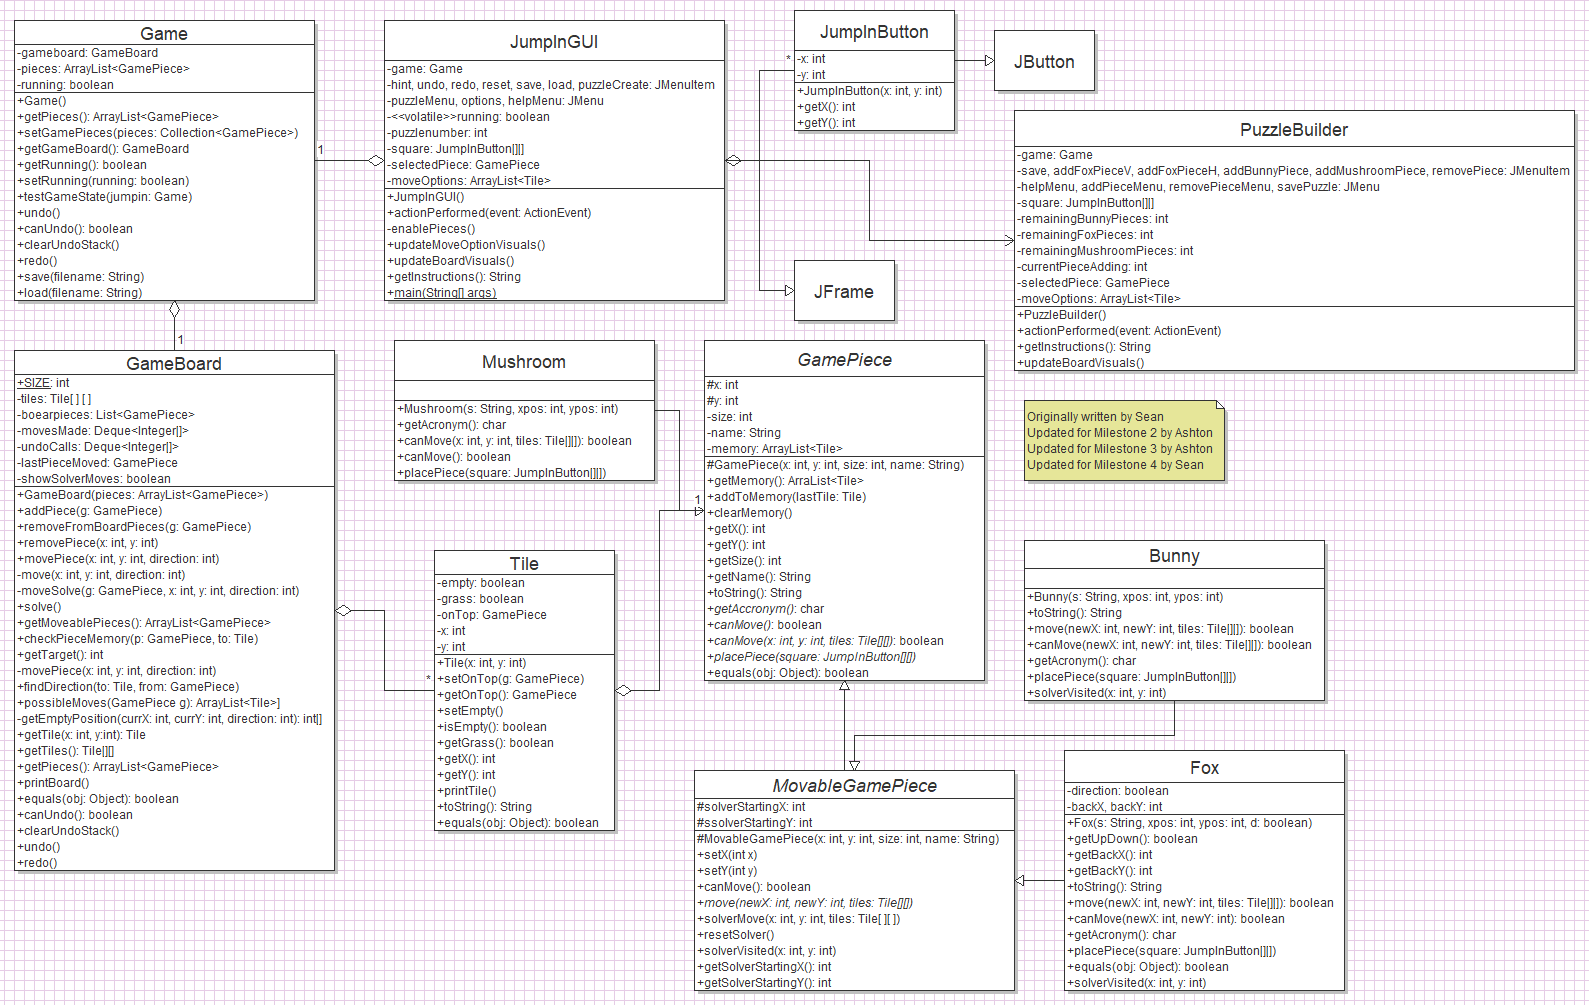 Game
-gameboard: GameBoard
-pieces: ArrayList<GamePiece>
-running: boolean
+Game()
+getPieces(): ArrayList<GamePiece>
+setGamePieces(pieces: Collection<GamePiece>)
+getGameBoard(): GameBoard
+getRunning(): boolean
+setRunning(running: boolean)
+testGameState(jumpin: Game)
+undo()
+canUndo(): boolean
+clearUndoStack()
+redo()
+save(filename: String)
+load(filename: String)
1
1
JumpInGUI
-game: Game
-hint, undo, redo, reset, save, load, puzzleCreate: JMenuItem
-puzzleMenu, options, helpMenu: JMenu
-<<volatile>>running: boolean
-puzzlenumber: int
-square: JumpInButton[][]
-selectedPiece: GamePiece
-moveOptions: ArrayList<Tile>
+JumpInGUI()
+actionPerformed(event: ActionEvent)
-enablePieces()
+updateMoveOptionVisuals()
+updateBoardVisuals()
+getInstructions(): String
+main(String[] args)
JumpInButton
*
-x: int
-y: int
+JumpInButton(x: int, y: int)
+getX(): int
+getY(): int
JButton
JFrame
PuzzleBuilder
-game: Game
-save, addFoxPieceV, addFoxPieceH, addBunnyPiece, addMushroomPiece, removePiece: JMenuItem
-helpMenu, addPieceMenu, removePieceMenu, savePuzzle: JMenu
-square: JumpInButton[][]
-remainingBunnyPieces: int
-remainingFoxPieces: int
-remainingMushroomPieces: int
-currentPieceAdding: int
-selectedPiece: GamePiece
-moveOptions: ArrayList<Tile>
+PuzzleBuilder()
+actionPerformed(event: ActionEvent)
+getInstructions(): String
+updateBoardVisuals()
GameBoard
+SIZE: int
-tiles: Tile[ ] [ ]
-boearpieces: List<GamePiece>
-movesMade: Deque<Integer[]>
-undoCalls: Deque<Integer[]>
-lastPieceMoved: GamePiece
-showSolverMoves: boolean
+GameBoard(pieces: ArrayList<GamePiece>)
+addPiece(g: GamePiece)
+removeFromBoardPieces(g: GamePiece)
+removePiece(x: int, y: int)
+movePiece(x: int, y: int, direction: int)
-move(x: int, y: int, direction: int)
-moveSolve(g: GamePiece, x: int, y: int, direction: int)
+solve()
+getMoveablePieces(): ArrayList<GamePiece>
+checkPieceMemory(p: GamePiece, to: Tile)
+getTarget(): int
-movePiece(x: int, y: int, direction: int)
+findDirection(to: Tile, from: GamePiece)
+possibleMoves(GamePiece g): ArrayList<Tile>]
-getEmptyPosition(currX: int, currY: int, direction: int): int[]
+getTile(x: int, y:int): Tile
+getTiles(): Tile[][]
+getPieces(): ArrayList<GamePiece>
+printBoard()
+equals(obj: Object): boolean
+canUndo(): boolean
+clearUndoStack()
+undo()
+redo()
Mushroom
+Mushroom(s: String, xpos: int, ypos: int)
+getAcronym(): char
+canMove(x: int, y: int, tiles: Tile[][]): boolean
+canMove(): boolean
+placePiece(square: JumpInButton[][])
Tile
-empty: boolean
-grass: boolean
-onTop: GamePiece
-x: int
-y: int
+Tile(x: int, y: int)
*
+setOnTop(g: GamePiece)
+getOnTop(): GamePiece
+setEmpty()
+isEmpty(): boolean
+getGrass(): boolean
+getX(): int
+getY(): int
+printTile()
+toString(): String
+equals(obj: Object): boolean
GamePiece
#x: int
#y: int
-size: int
-name: String
-memory: ArrayList<Tile>
#GamePiece(x: int, y: int, size: int, name: String)
+getMemory(): ArraList<Tile>
1
+addToMemory(lastTile: Tile)
+clearMemory()
+getX(): int
+getY(): int
+getSize(): int
+getName(): String
+toString(): String
+getAccronym(): char
+canMove(): boolean
+canMove(x: int, y: int, tiles: Tile[][]): boolean
+placePiece(square: JumpInButton[][])
+equals(obj: Object): boolean
Originally written by Sean
Updated for Milestone 2 by Ashton
Updated for Milestone 3 by Ashton
Updated for Milestone 4 by Sean
Bunny
+Bunny(s: String, xpos: int, ypos: int)
+toString(): String
+move(newX: int, newY: int, tiles: Tile[][]): boolean
+canMove(newX: int, newY: int, tiles: Tile[][]): boolean
+getAcronym(): char
+placePiece(square: JumpInButton[][])
+solverVisited(x: int, y: int)
MovableGamePiece
#solverStartingX: int
#ssolverStartingY: int
#MovableGamePiece(x: int, y: int, size: int, name: String)
+setX(int x)
+setY(int y)
+canMove(): boolean
+move(newX: int, newY: int, tiles: Tile[][])
+solverMove(x: int, y: int, tiles: Tile[ ][ ])
+resetSolver()
+solverVisited(x: int, y: int)
+getSolverStartingX(): int
+getSolverStartingY(): int
Fox
-direction: boolean
-backX, backY: int
+Fox(s: String, xpos: int, ypos: int, d: boolean)
+getUpDown(): boolean
+getBackX(): int
+getBackY(): int
+toString(): String
+move(newX: int, newY: int, tiles: Tile[][]): boolean
+canMove(newX: int, newY: int): boolean
+getAcronym(): char
+placePiece(square: JumpInButton[][])
+equals(obj: Object): boolean
+solverVisited(x: int, y: int)